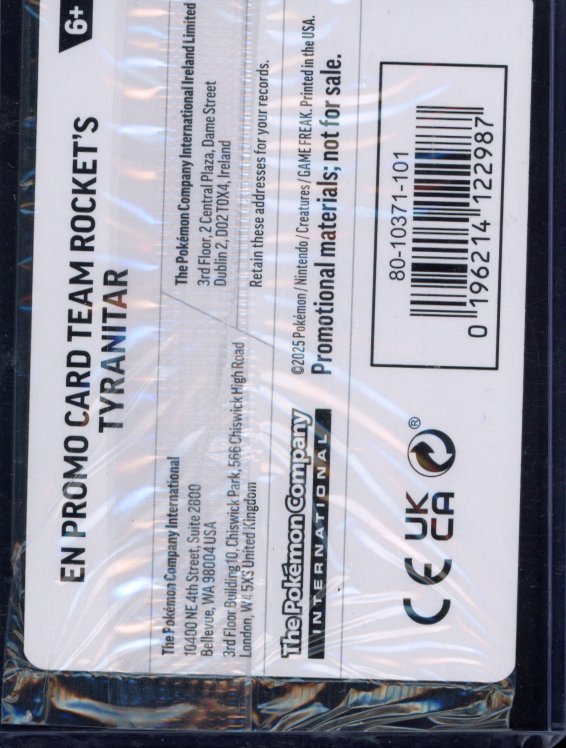 6+
EN PROMO CARD TEAM ROCKET'S
TYRANITAR
The Pokémon Company International
10400 NE 4th Street, Suite 2800
Bellevue, WA 98004 USA
3rd Floor Building 10, Chiswick Park, 566 Chiswick High Road
London, W4 5XS United Kingdom
The Pokémon Company International Ireland Limited
3rd Floor, 2 Central Plaza, Dame Street
Dublin 2, D02 T0X4, Ireland
Retain these addresses for your records.
The Pokémon Company
INTERNATIONAL
©2025 Pokémon / Nintendo / Creatures / GAME FREAK. Printed in the USA.
Promotional materials; not for sale.
CE UK
CA
®
80-10371-101
0 196214 122987